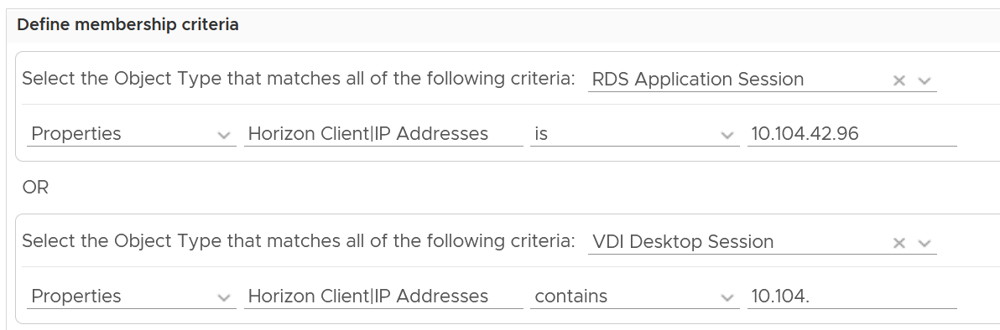 Define membership criteria
Select the Object Type that matches all of the following criteria: RDS Application Session
Properties Horizon Client|IP Addresses is 10.104.42.96
OR
Select the Object Type that matches all of the following criteria: VDI Desktop Session
Properties Horizon Client|IP Addresses contains 10.104.